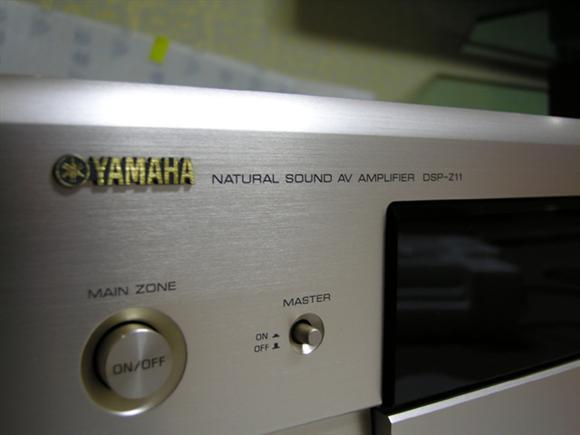 YAMAHA NATURAL SOUND AV AMPLIFIER DSP-Z11
MAIN ZONE
MASTER
ON
OFF
ON/OFF